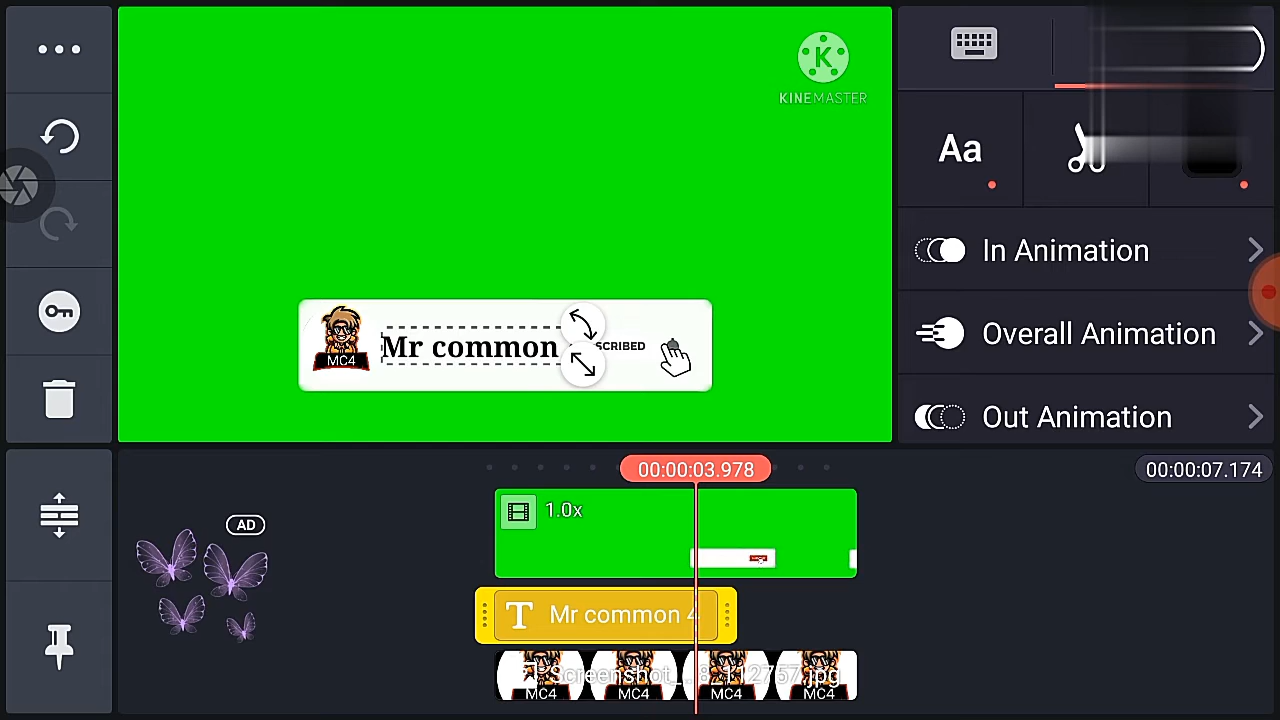 KINEMASTER
Aa
In Animation
Overall Animation
Out Animation
MC4
Mr common
SCRIBED
00:00:03.978
00:00:07.174
1.0x
AD
T Mr common 4
MC4 MC4 MC4 MC4